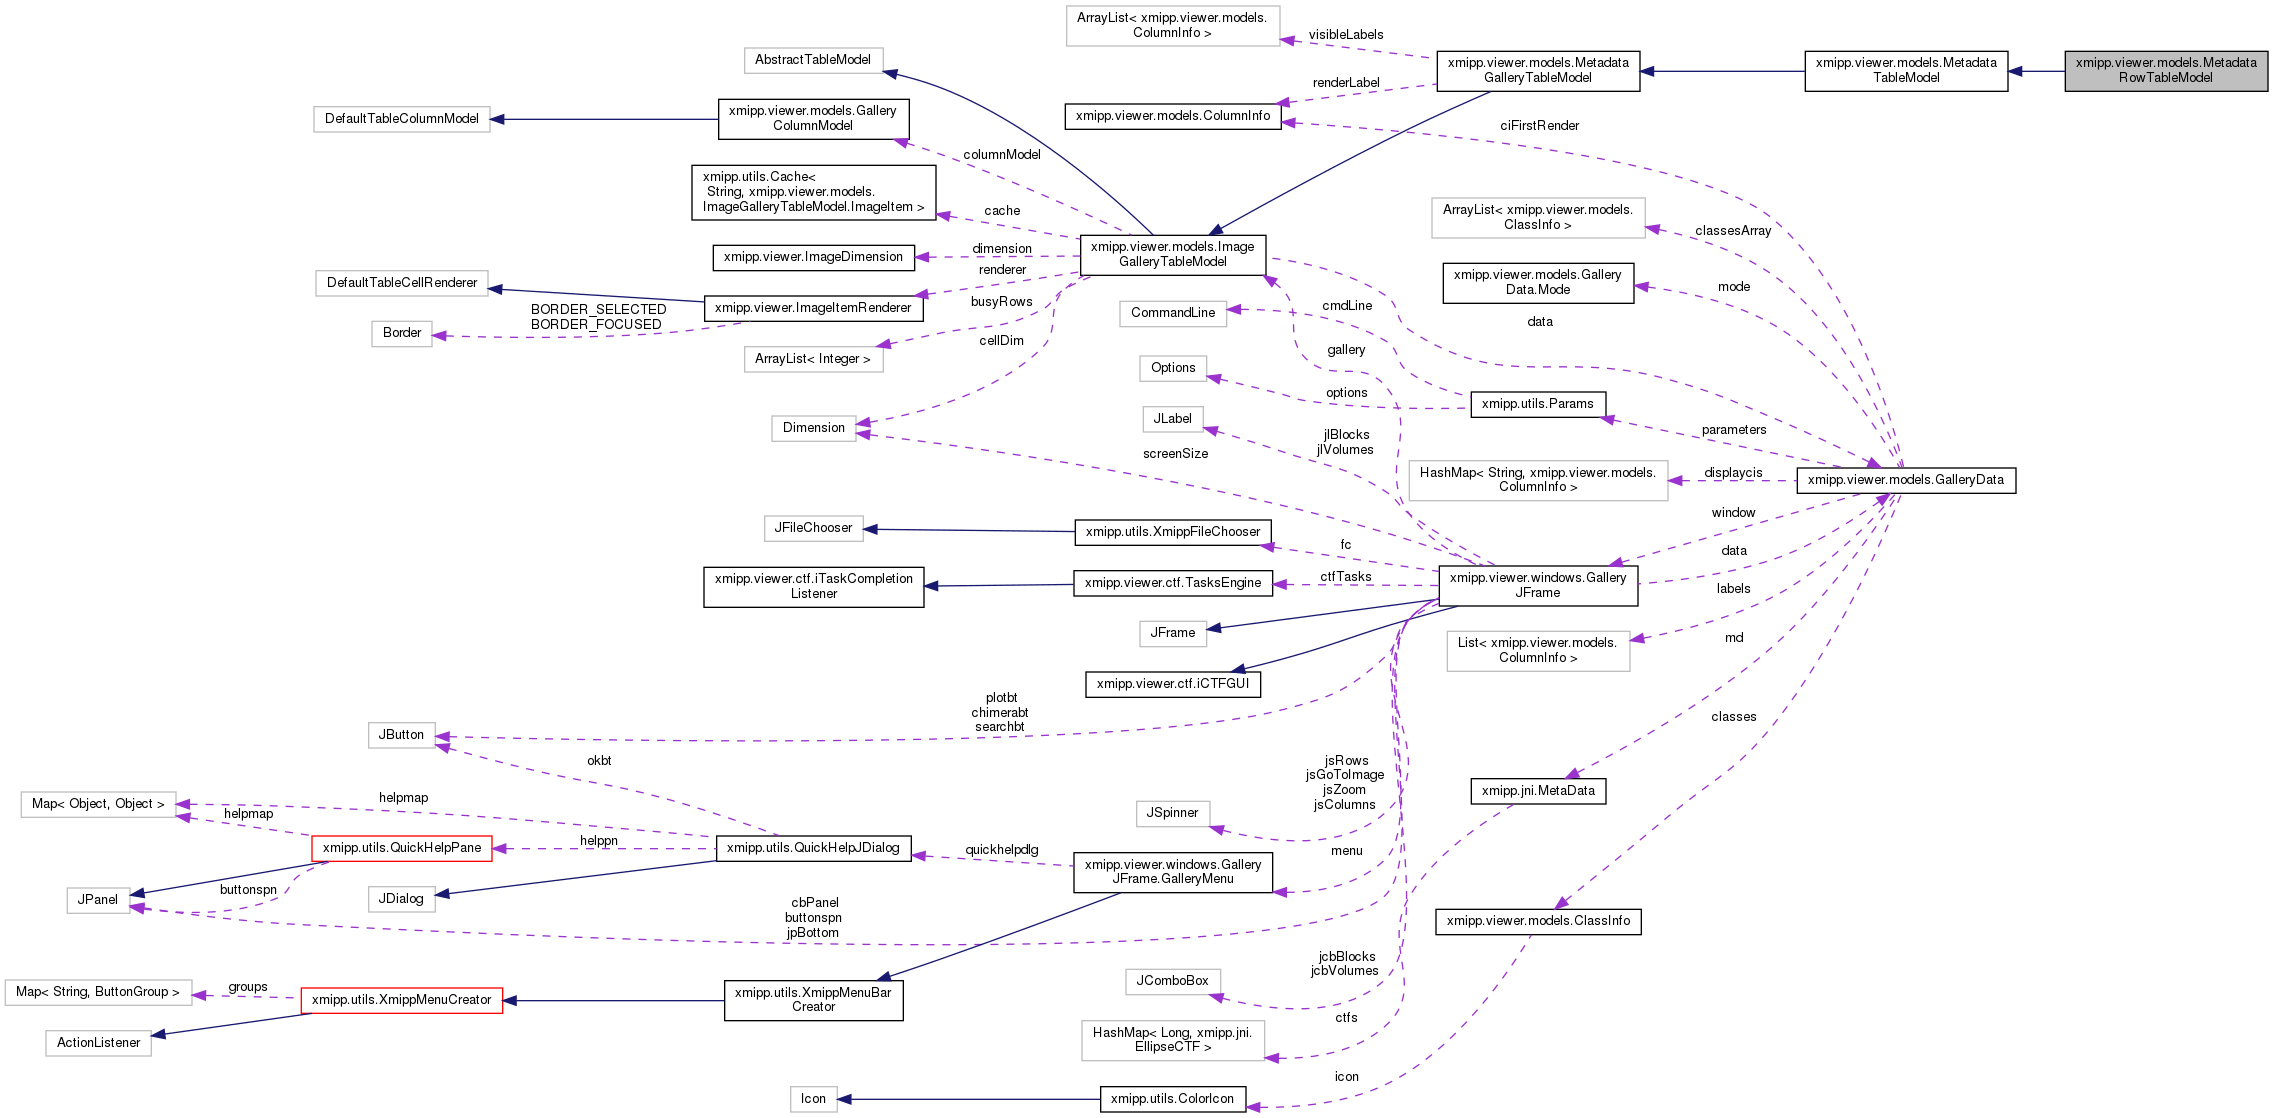 ArrayList< xmipp.viewer.models.
ColumnInfo >
visibleLabels
xmipp.viewer.models.Metadata
GalleryTableModel
xmipp.viewer.models.Metadata
TableModel
xmipp.viewer.models.Metadata
RowTableModel
AbstractTableModel
renderLabel
xmipp.viewer.models.ColumnInfo
ciFirstRender
DefaultTableColumnModel
xmipp.viewer.models.Gallery
ColumnModel
columnModel
xmipp.utils.Cache<
String, xmipp.viewer.models.
ImageGalleryTableModel.ImageItem >
cache
ArrayList< xmipp.viewer.models.
ClassInfo >
classesArray
xmipp.viewer.ImageDimension
dimension
xmipp.viewer.models.Image
GalleryTableModel
renderer
xmipp.viewer.models.Gallery
Data.Mode
mode
DefaultTableCellRenderer
BORDER_SELECTED
BORDER_FOCUSED
xmipp.viewer.ImageItemRenderer
busyRows
CommandLine
cmdLine
data
Border
ArrayList< Integer >
cellDim
gallery
Options
options
xmipp.utils.Params
parameters
Dimension
JLabel
jlBlocks
jlVolumes
screenSize
HashMap< String, xmipp.viewer.models.
ColumnInfo >
displaycis
xmipp.viewer.models.GalleryData
window
JFileChooser
xmipp.utils.XmippFileChooser
fc
data
xmipp.viewer.ctf.iTaskCompletion
Listener
xmipp.viewer.ctf.TasksEngine
ctfTasks
xmipp.viewer.windows.Gallery
JFrame
labels
JFrame
List< xmipp.viewer.models.
ColumnInfo >
md
xmipp.viewer.ctf.iCTFGUI
plotbt
chimerabt
searchbt
classes
JButton
okbt
jsRows
jsGoToImage
jsZoom
jsColumns
xmipp.jni.MetaData
Map< Object, Object >
helpmap
helpmap
JSpinner
xmipp.utils.QuickHelpPane
helppn
xmipp.utils.QuickHelpJDialog
quickhelpdlg
menu
xmipp.viewer.windows.Gallery
JFrame.GalleryMenu
buttonspn
JPanel
JDialog
cbPanel
buttonspn
jpBottom
xmipp.viewer.models.ClassInfo
jcbBlocks
jcbVolumes
JComboBox
Map< String, ButtonGroup >
groups
xmipp.utils.XmippMenuCreator
xmipp.utils.XmippMenuBar
Creator
ctfs
HashMap< Long, xmipp.jni.
EllipseCTF >
ActionListener
icon
Icon
xmipp.utils.ColorIcon